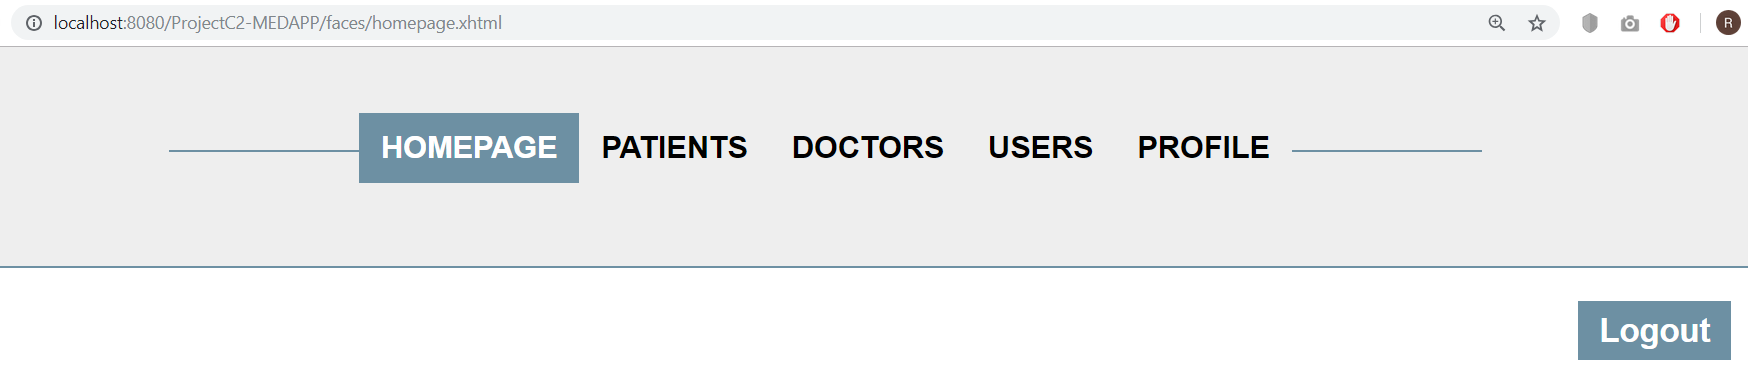 localhost:8080/ProjectC2-MEDAPP/faces/homepage.xhtml R
HOMEPAGE PATIENTS DOCTORS USERS PROFILE
Logout